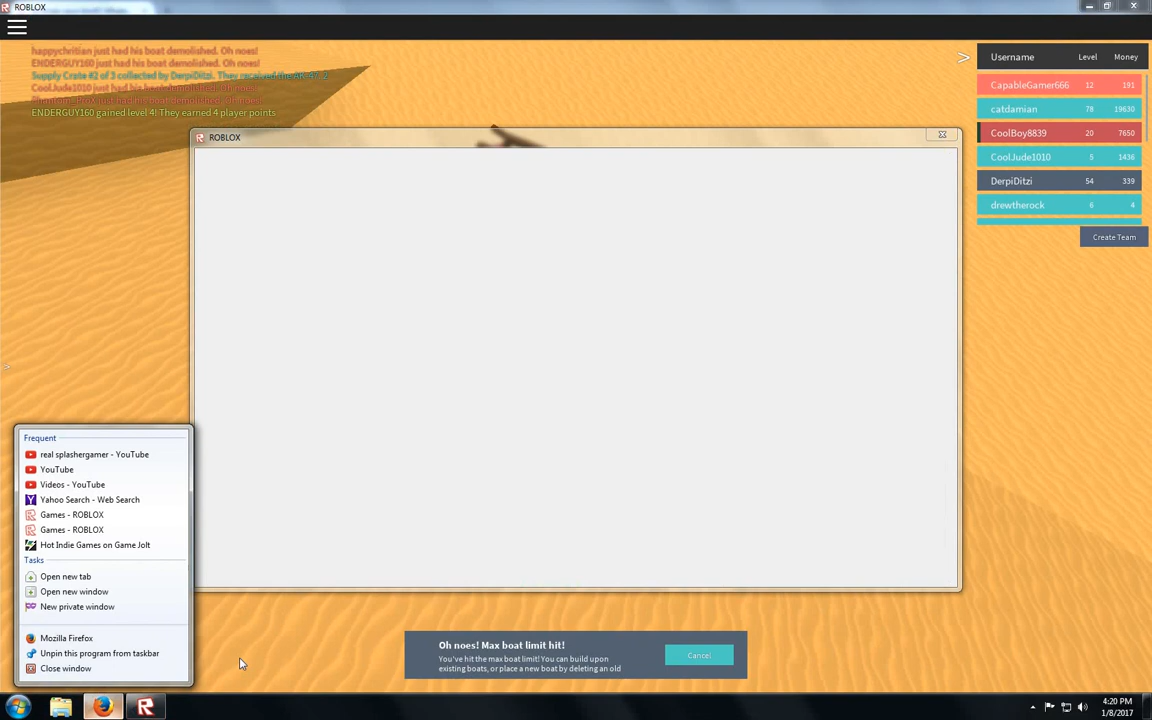 ROBLOX
happychritian just had his boat demolished. Oh noes!
ENDERGUY160 just had his boat demolished. Oh noes!
Supply Crate #2 of 3 collected by DerpiDitzi. They received the
CoolJude1010 just had his boat demolished. Oh noes!
just had his boat demolished. Oh noes!
ENDERGUY160 gained level 4! They earned 4 player points
>
Username Level Money
CapableGamer666 12 191
catdamian 78 19630
CoolBoy8839 20 7650
CoolJude1010 5 1436
DerpiDitzi 54 339
drewtherock 6 4
Create Team
ROBLOX
>
Frequent
real splashergamer - YouTube
YouTube
Videos - YouTube
Yahoo Search - Web Search
Games - ROBLOX
Games - ROBLOX
Hot Indie Games on Game Jolt
Tasks
Open new tab
Open new window
New private window
Mozilla Firefox
Unpin this program from taskbar
Close window
Oh noes! Max boat limit hit!
You've hit the max boat limit! You can build upon
existing boats, or place a new boat by deleting an old
Cancel
4:20 PM
1/8/2017